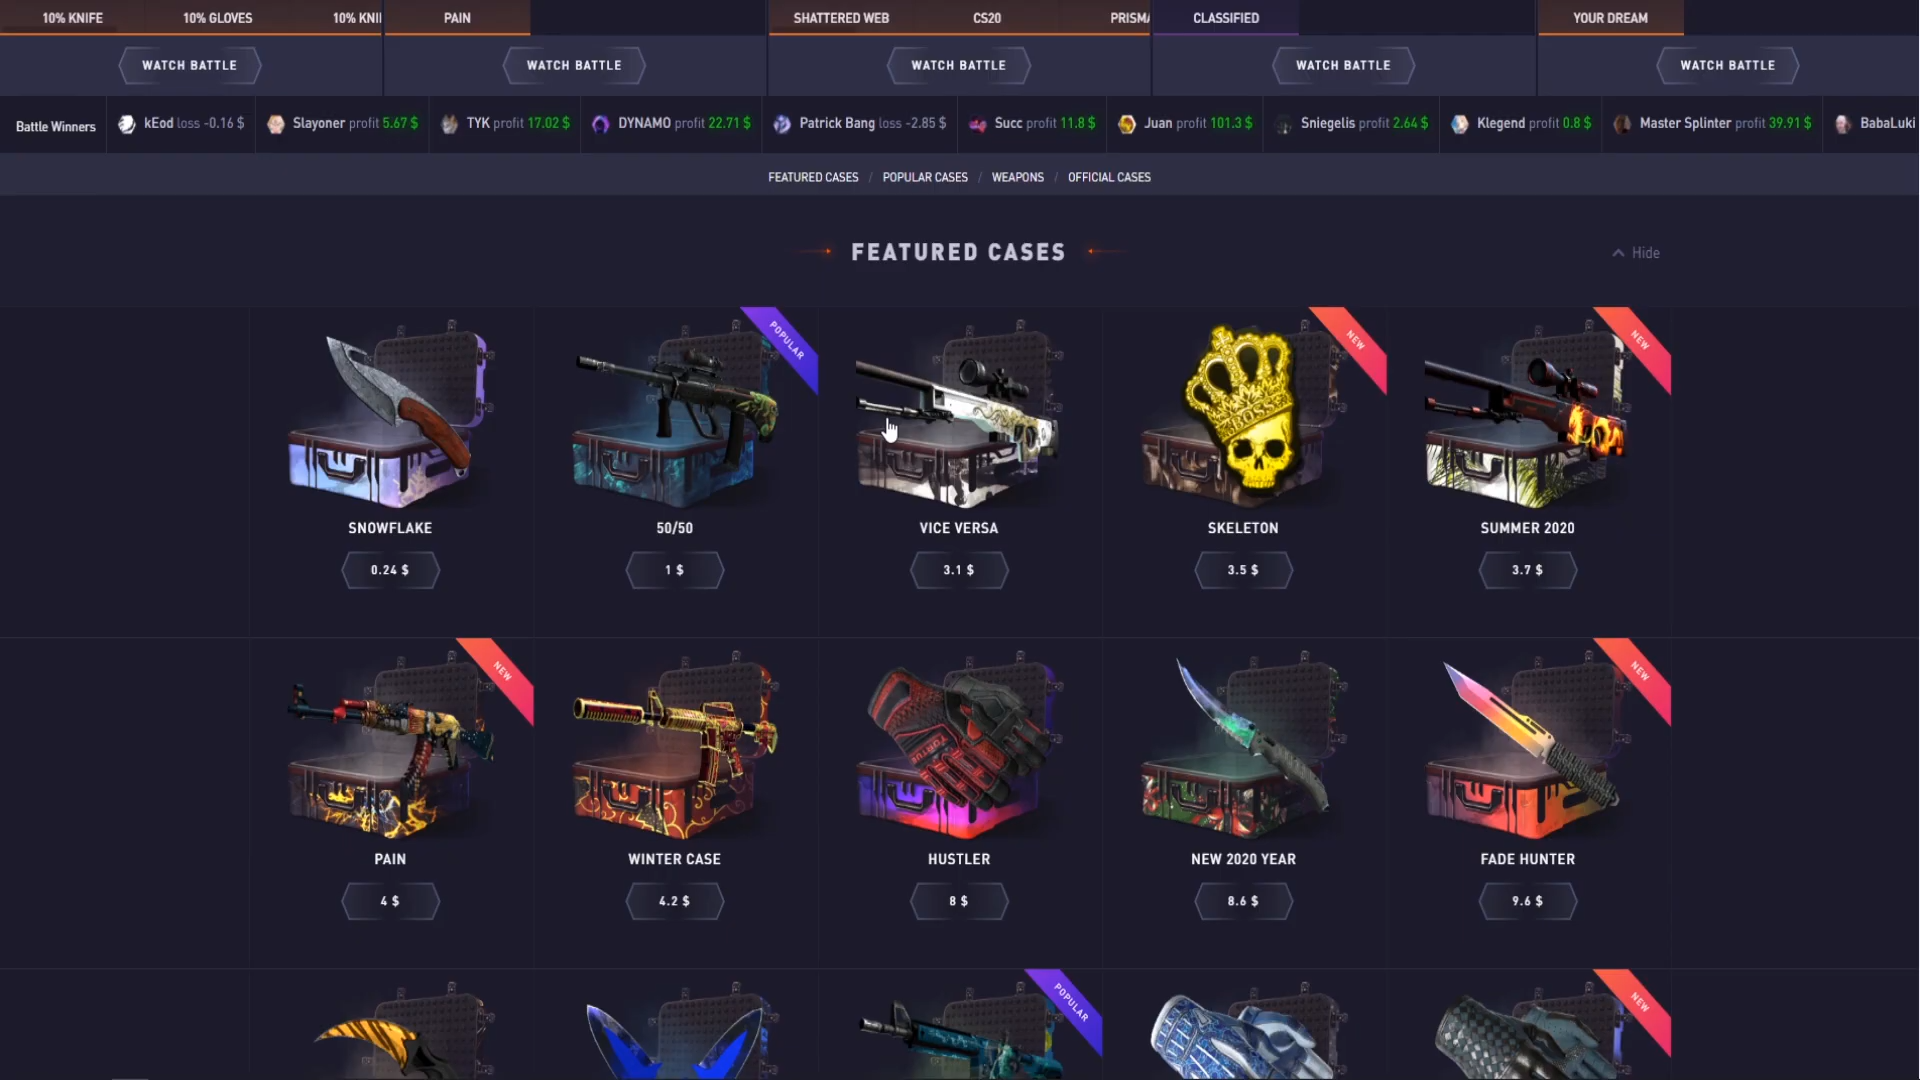 10% KNIFE
10% GLOVES
10% KNI
PAIN
SHATTERED WEB
CS20
PRISMA
CLASSIFIED
YOUR DREAM
WATCH BATTLE
WATCH BATTLE
WATCH BATTLE
WATCH BATTLE
WATCH BATTLE
Battle Winners
kEod loss -0.16 $
Slayoner profit 5.67 $
TYK profit 17.02 $
DYNAMO profit 22.71 $
Patrick Bang loss -2.85 $
Succ profit 11.8 $
Juan profit 101.3 $
Sniegelis profit 2.64 $
Klegend profit 0.8 $
Master Splinter profit 39.91 $
BabaLuki
FEATURED CASES / POPULAR CASES / WEAPONS / OFFICIAL CASES
FEATURED CASES
Hide
POPULAR
NEW
NEW
BOSS
SNOWFLAKE
50/50
VICE VERSA
SKELETON
SUMMER 2020
0.24 $
1 $
3.1 $
3.5 $
3.7 $
NEW
NEW
PAIN
WINTER CASE
HUSTLER
NEW 2020 YEAR
FADE HUNTER
4 $
4.2 $
8 $
8.6 $
9.6 $
POPULAR
NEW